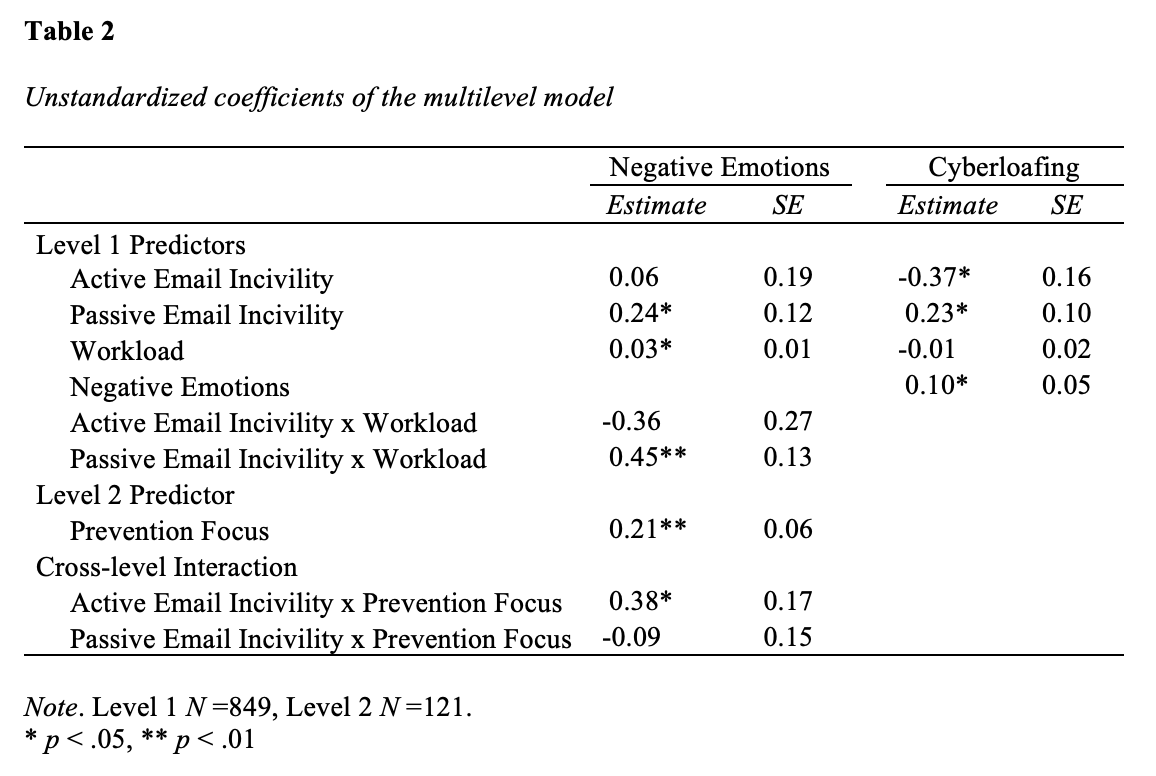 Table 2
Unstandardized coefficients of the multilevel model
Negative Emotions Cyberloafing
Estimate SE Estimate SE
Level 1 Predictors
Active Email Incivility 0.06 0.19 -0.37* 0.16
Passive Email Incivility 0.24* 0.12 0.23* 0.10
Workload 0.03* 0.01 -0.01 0.02
Negative Emotions 0.10* 0.05
Active Email Incivility x Workload -0.36 0.27
Passive Email Incivility x Workload 0.45** 0.13
Level 2 Predictor
Prevention Focus 0.21** 0.06
Cross-level Interaction
Active Email Incivility x Prevention Focus 0.38* 0.17
Passive Email Incivility x Prevention Focus -0.09 0.15
Note. Level 1 N =849, Level 2 N =121.
* p < .05, ** p < .01